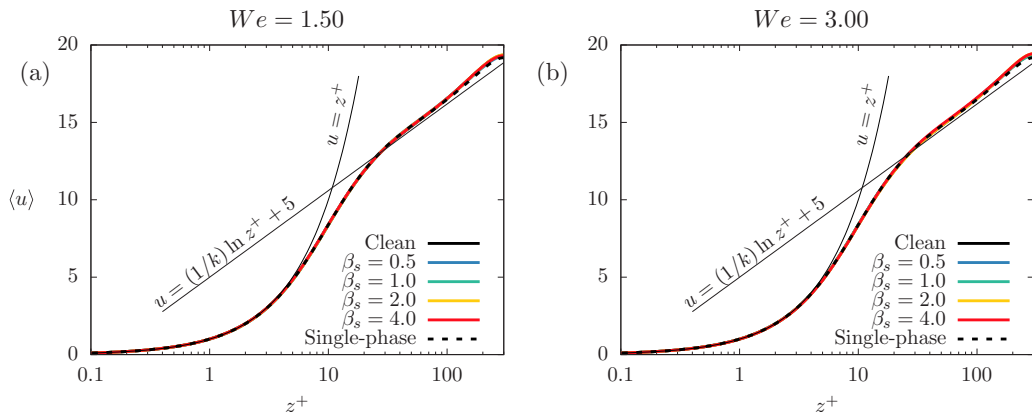 We = 1.50
(a)
⟨u⟩
20
15
10
5
0
u = z⁺
u = (1/k) ln z⁺ + 5
Clean
βₛ = 0.5
βₛ = 1.0
βₛ = 2.0
βₛ = 4.0
Single-phase
0.1 1 10 100
z⁺
We = 3.00
(b)
20
15
10
5
0
u = z⁺
u = (1/k) ln z⁺ + 5
Clean
βₛ = 0.5
βₛ = 1.0
βₛ = 2.0
βₛ = 4.0
Single-phase
0.1 1 10 100
z⁺